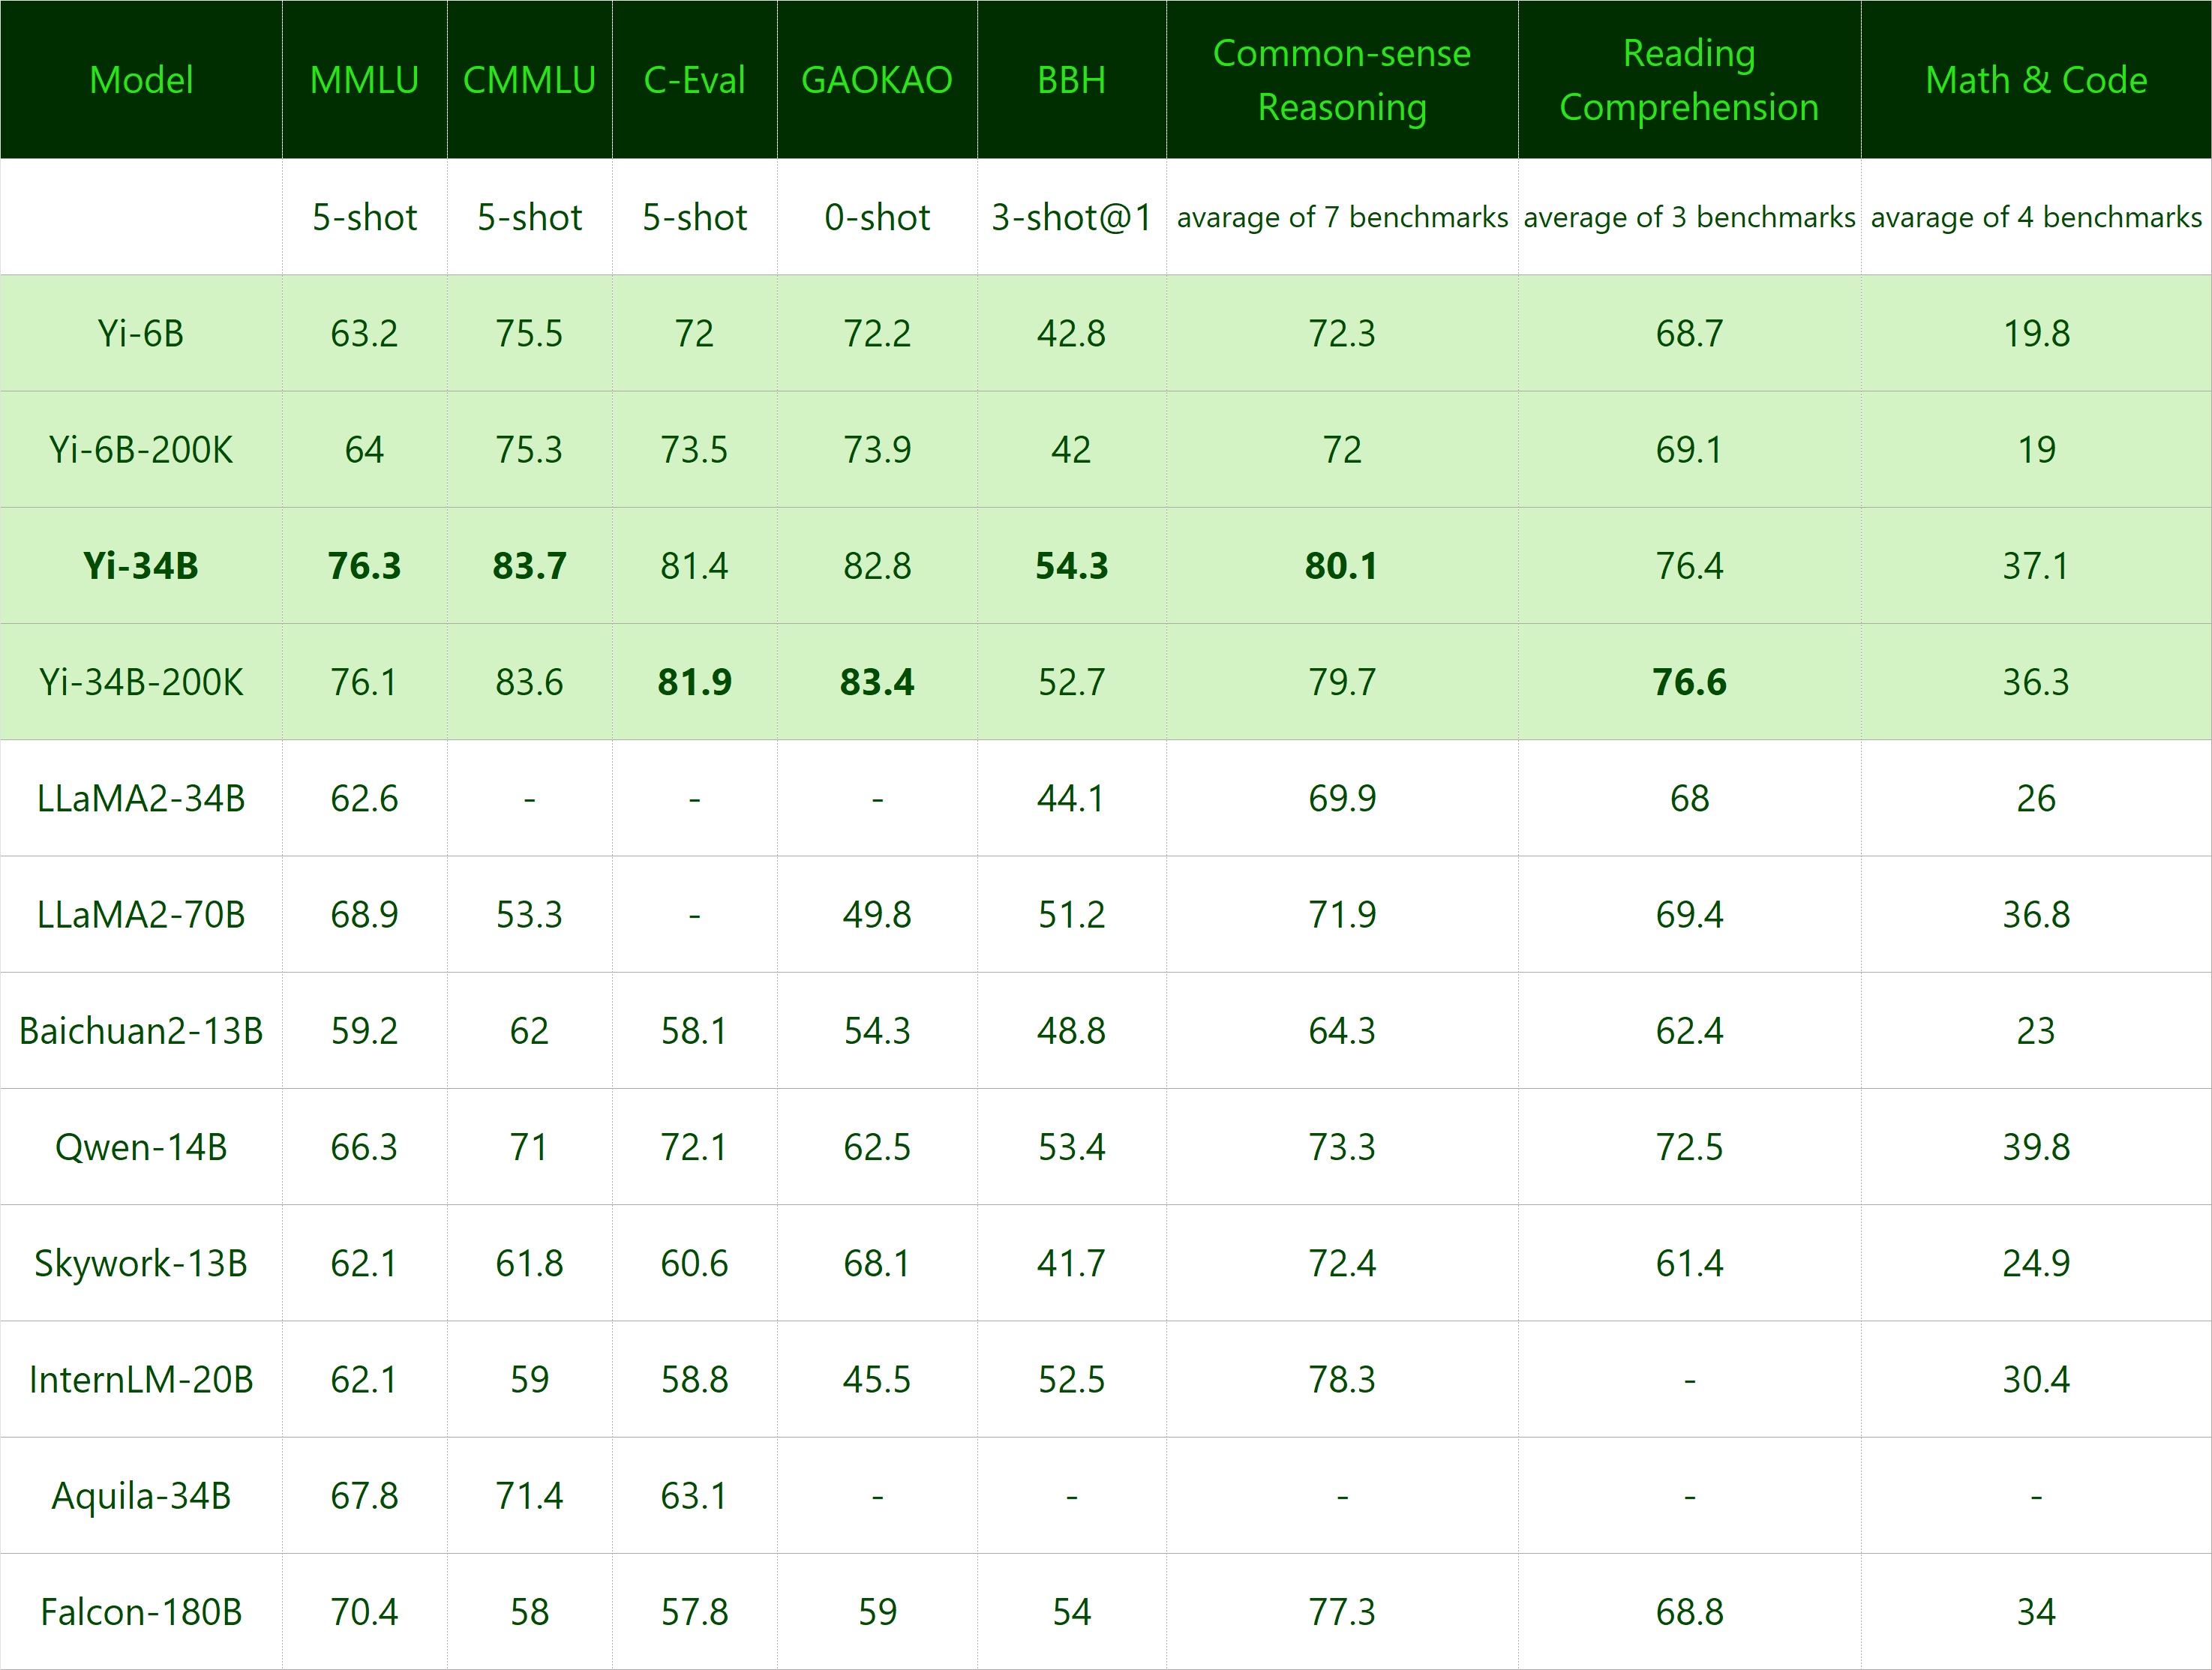 Model MMLU CMMLU C-Eval GAOKAO BBH Common-sense Reasoning Reading Comprehension Math & Code
5-shot 5-shot 5-shot 0-shot 3-shot@1 avarage of 7 benchmarks average of 3 benchmarks avarage of 4 benchmarks
Yi-6B 63.2 75.5 72 72.2 42.8 72.3 68.7 19.8
Yi-6B-200K 64 75.3 73.5 73.9 42 72 69.1 19
Yi-34B 76.3 83.7 81.4 82.8 54.3 80.1 76.4 37.1
Yi-34B-200K 76.1 83.6 81.9 83.4 52.7 79.7 76.6 36.3
LLaMA2-34B 62.6 - - - 44.1 69.9 68 26
LLaMA2-70B 68.9 53.3 - 49.8 51.2 71.9 69.4 36.8
Baichuan2-13B 59.2 62 58.1 54.3 48.8 64.3 62.4 23
Qwen-14B 66.3 71 72.1 62.5 53.4 73.3 72.5 39.8
Skywork-13B 62.1 61.8 60.6 68.1 41.7 72.4 61.4 24.9
InternLM-20B 62.1 59 58.8 45.5 52.5 78.3 - 30.4
Aquila-34B 67.8 71.4 63.1 - - - - -
Falcon-180B 70.4 58 57.8 59 54 77.3 68.8 34